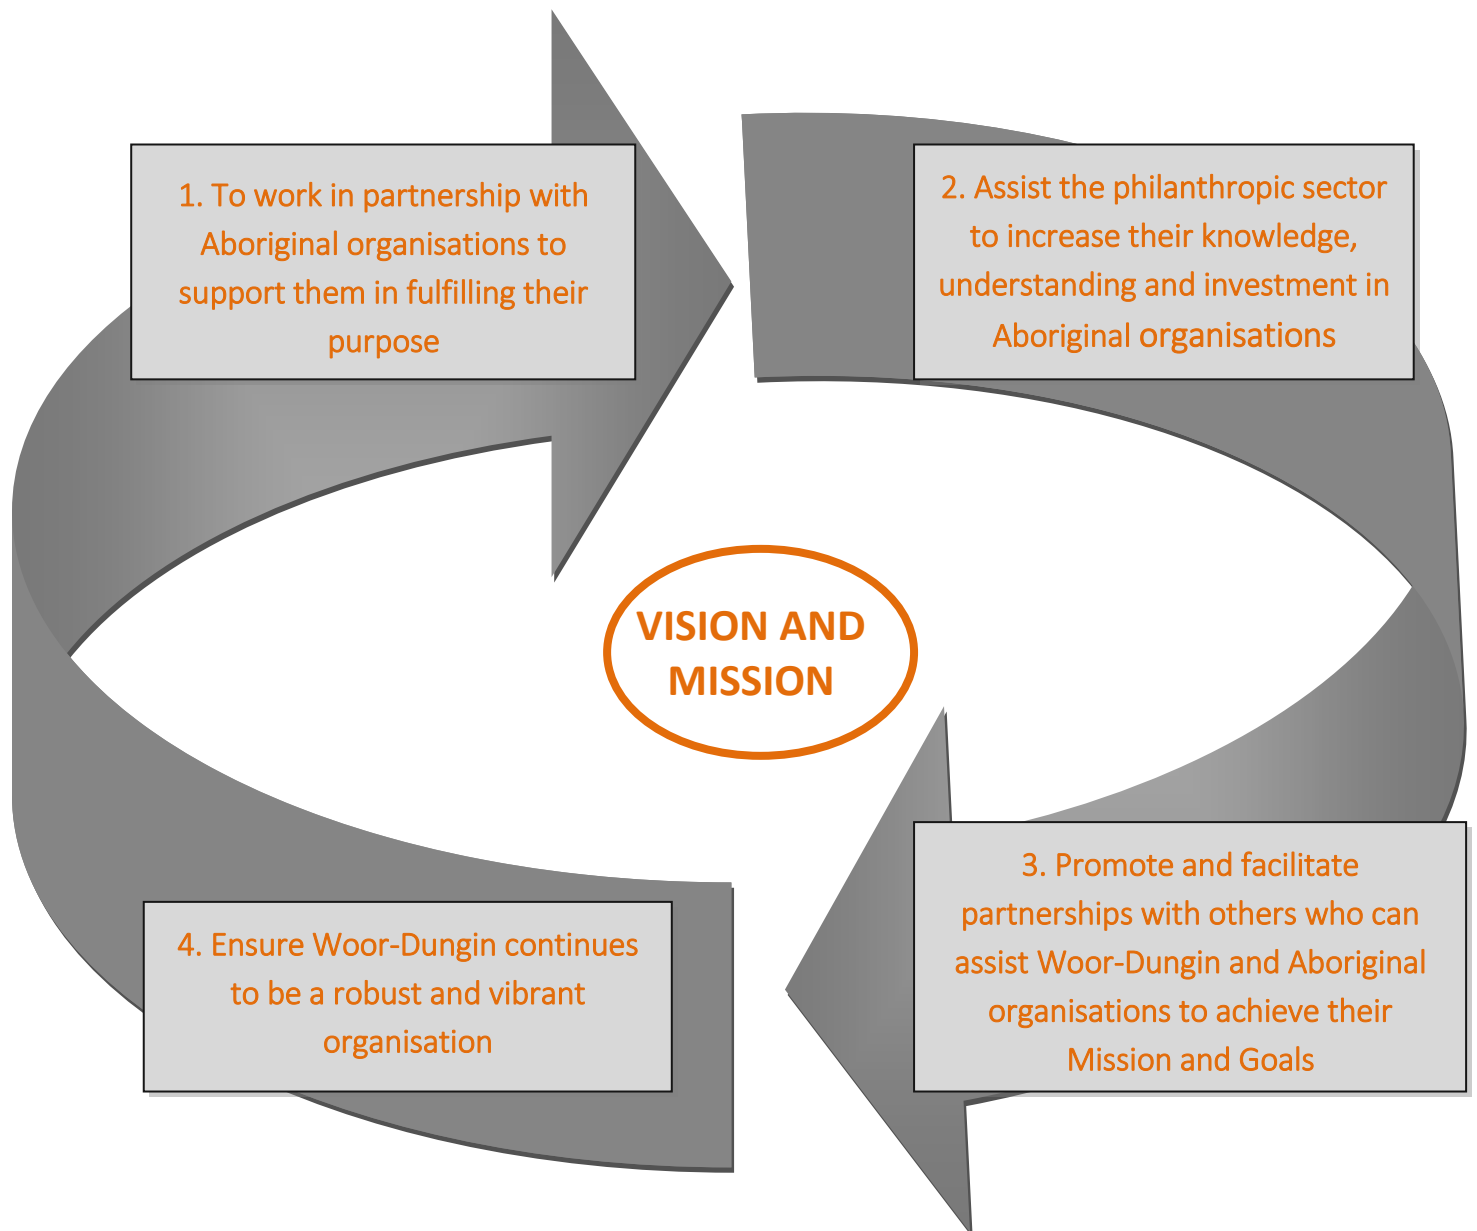 1. To work in partnership with
Aboriginal organisations to
support them in fulfilling their
purpose
2. Assist the philanthropic sector
to increase their knowledge,
understanding and investment in
Aboriginal organisations
VISION AND
MISSION
3. Promote and facilitate
partnerships with others who can
assist Woor-Dungin and Aboriginal
organisations to achieve their
Mission and Goals
4. Ensure Woor-Dungin continues
to be a robust and vibrant
organisation